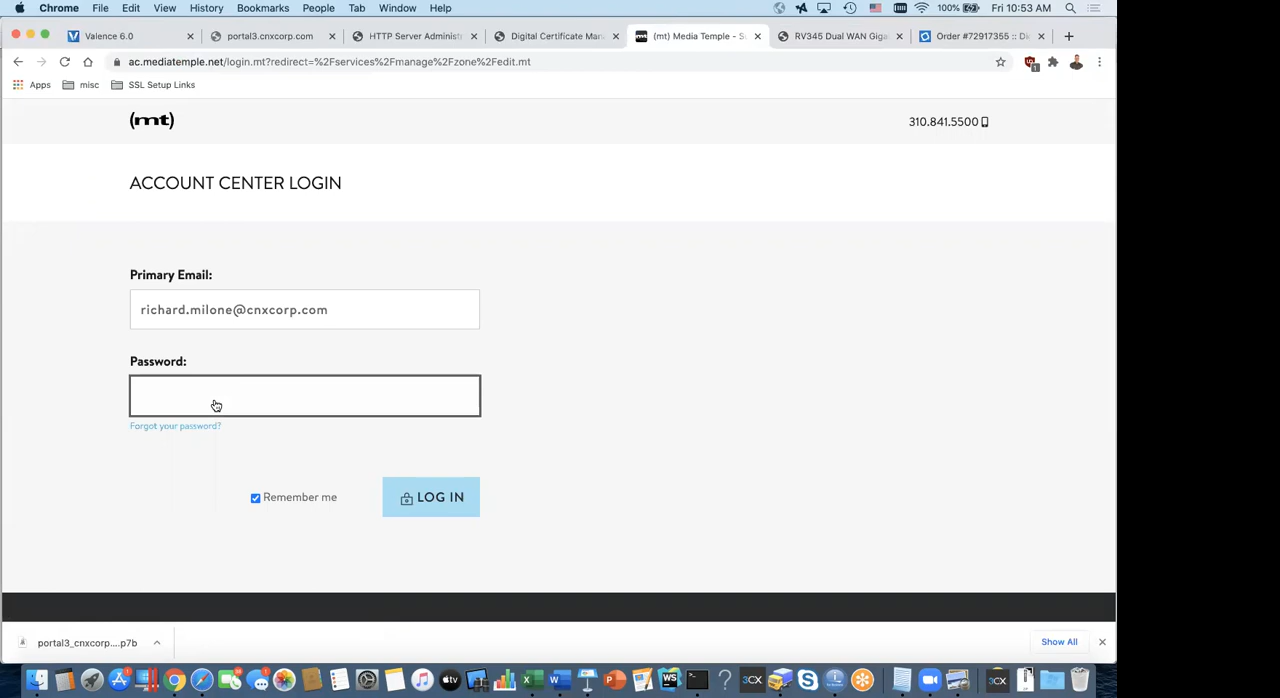 Chrome File Edit View History Bookmarks People Tab Window Help 100% Fri 10:53 AM
Valence 6.0 portal3.cnxcorp.com HTTP Server Administ Digital Certificate Man (mt) Media Temple - S RV345 Dual WAN Giga Order #72917355 :: Di
ac.mediatemple.net/login.mt?redirect=%2Fservices%2Fmanage%2Fzone%2Fedit.mt
Apps misc SSL Setup Links
(mt) 310.841.5500
ACCOUNT CENTER LOGIN
Primary Email:
richard.milone@cnxcorp.com
Password:
Forgot your password?
Remember me LOG IN
portal3_cnxcorp....p7b Show All